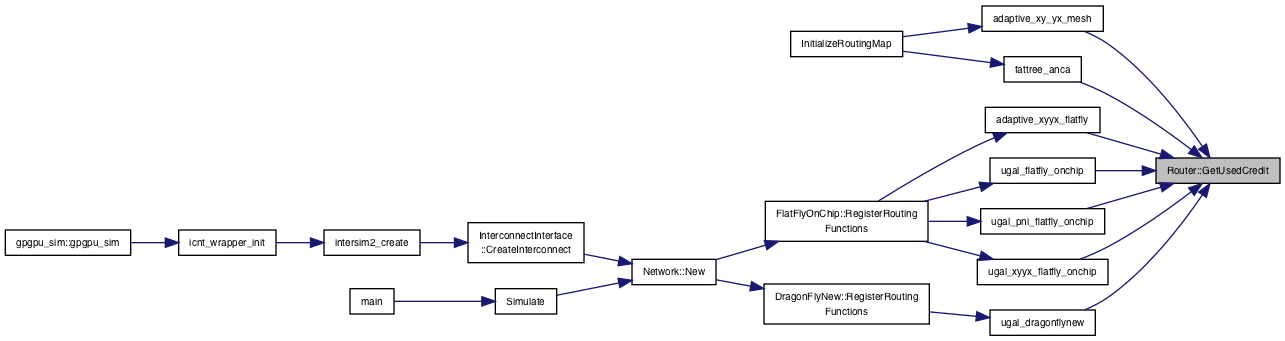 adaptive_xy_yx_mesh
InitializeRoutingMap
fattree_anca
adaptive_xyyx_flatfly
ugal_flatfly_onchip
Router::GetUsedCredit
FlatFlyOnChip::RegisterRouting
Functions
ugal_pni_flatfly_onchip
gpgpu_sim::gpgpu_sim
icnt_wrapper_init
intersim2_create
InterconnectInterface
::CreateInterconnect
Network::New
ugal_xyyx_flatfly_onchip
main
Simulate
DragonFlyNew::RegisterRouting
Functions
ugal_dragonflynew